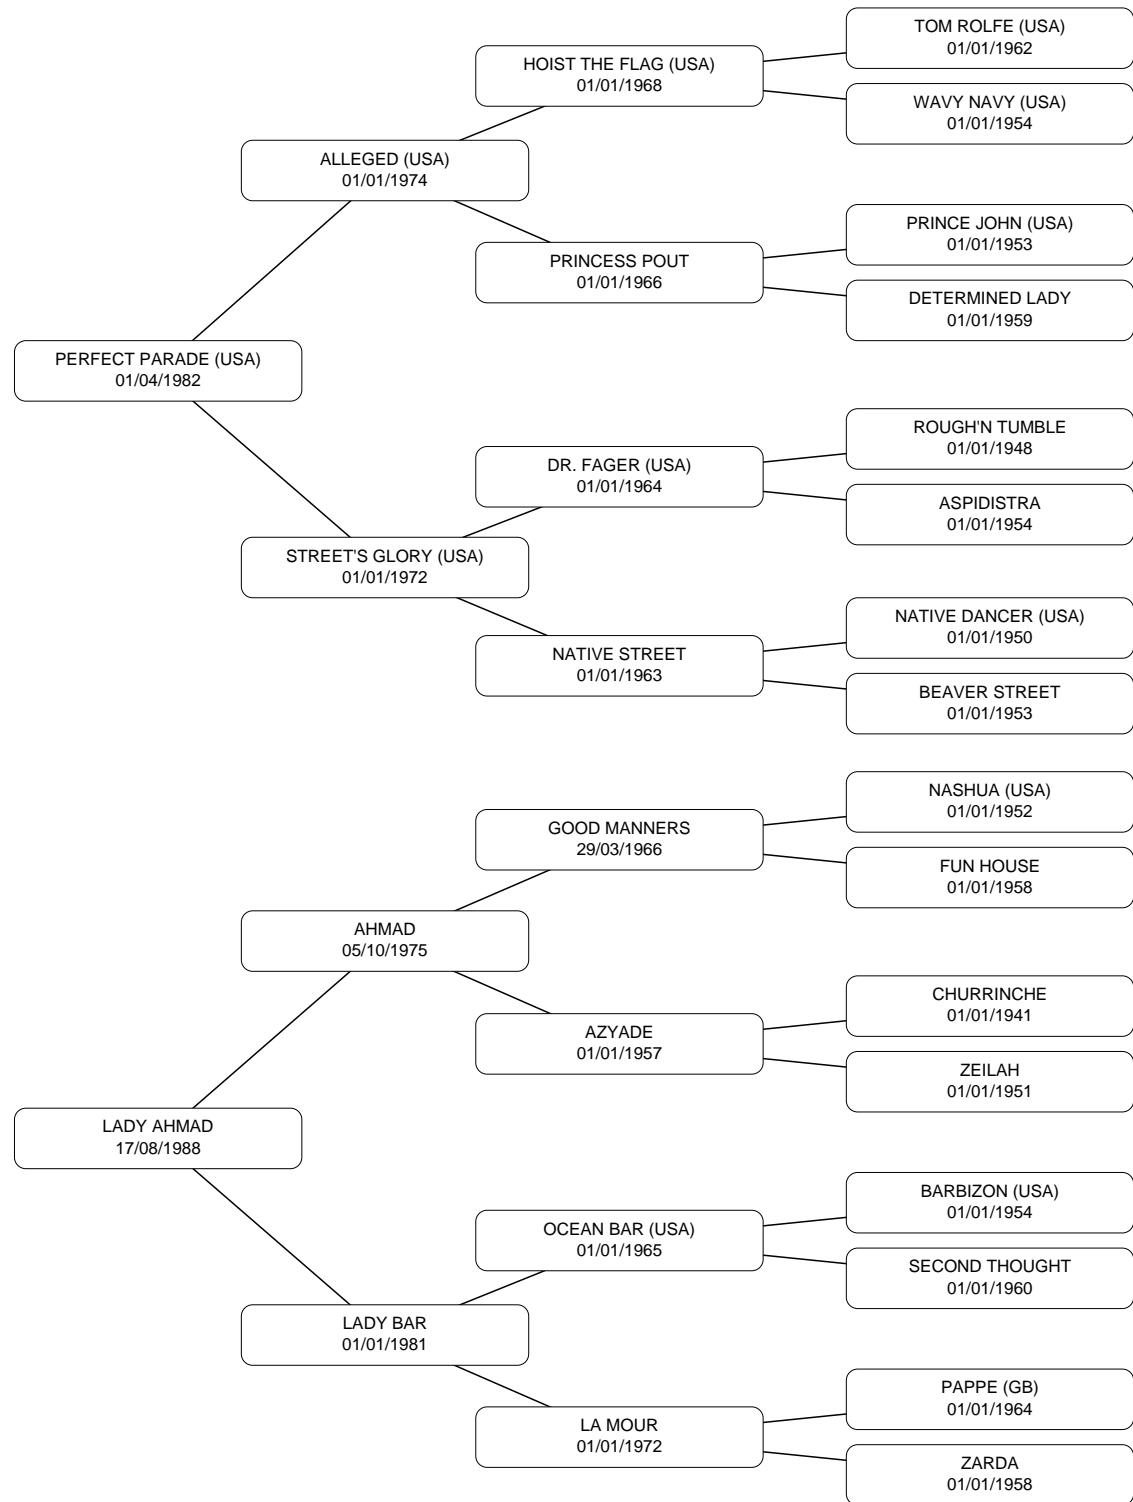 TOM ROLFE (USA)
01/01/1962
HOIST THE FLAG (USA)
01/01/1968
WAVY NAVY (USA)
01/01/1954
ALLEGED (USA)
01/01/1974
PRINCE JOHN (USA)
01/01/1953
PRINCESS POUT
01/01/1966
DETERMINED LADY
01/01/1959
PERFECT PARADE (USA)
01/04/1982
ROUGH'N TUMBLE
01/01/1948
DR. FAGER (USA)
01/01/1964
ASPIDISTRA
01/01/1954
STREET'S GLORY (USA)
01/01/1972
NATIVE DANCER (USA)
01/01/1950
NATIVE STREET
01/01/1963
BEAVER STREET
01/01/1953
NASHUA (USA)
01/01/1952
GOOD MANNERS
29/03/1966
FUN HOUSE
01/01/1958
AHMAD
05/10/1975
CHURRINCHE
01/01/1941
AZYADE
01/01/1957
ZEILAH
01/01/1951
LADY AHMAD
17/08/1988
BARBIZON (USA)
01/01/1954
OCEAN BAR (USA)
01/01/1965
SECOND THOUGHT
01/01/1960
LADY BAR
01/01/1981
PAPPE (GB)
01/01/1964
LA MOUR
01/01/1972
ZARDA
01/01/1958